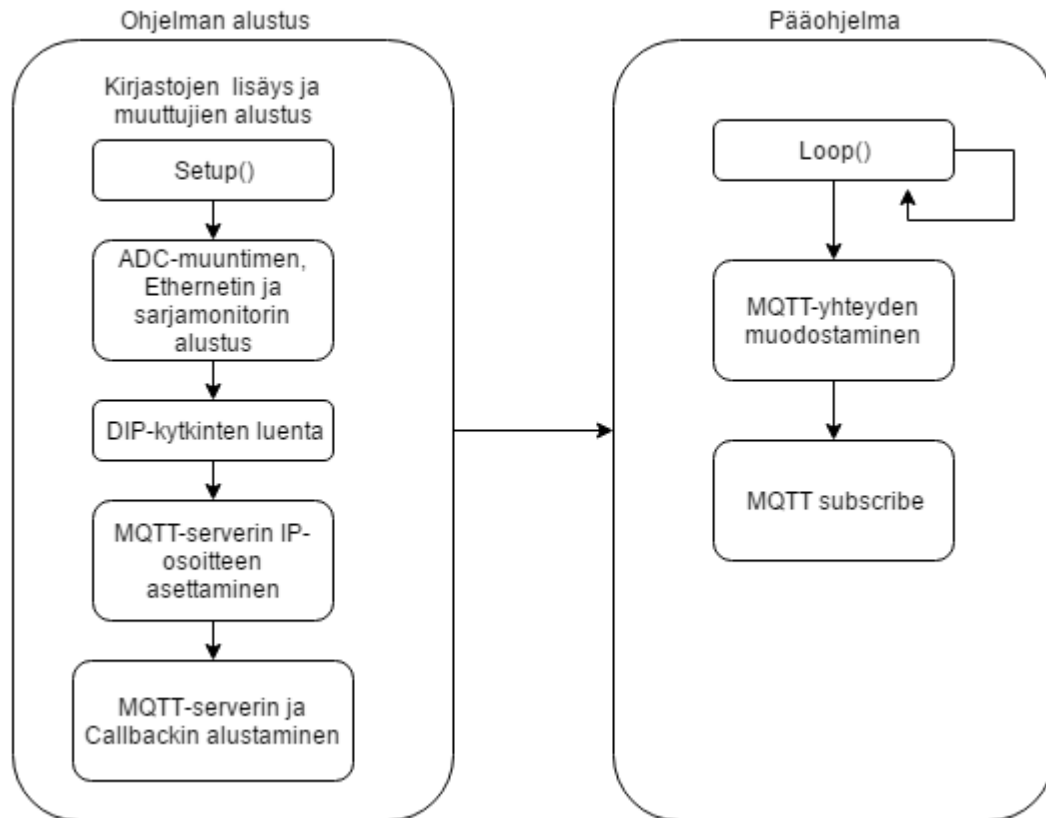 Ohjelman alustus
Kirjastojen lisäys ja
muuttujien alustus
Setup()
ADC-muuntimen,
Ethernetin ja
sarjamonitorin
alustus
DIP-kytkinten luenta
MQTT-serverin IP-
osoitteen
asettaminen
MQTT-serverin ja
Callbackin alustaminen
Pääohjelma
Loop()
MQTT-yhteyden
muodostaminen
MQTT subscribe